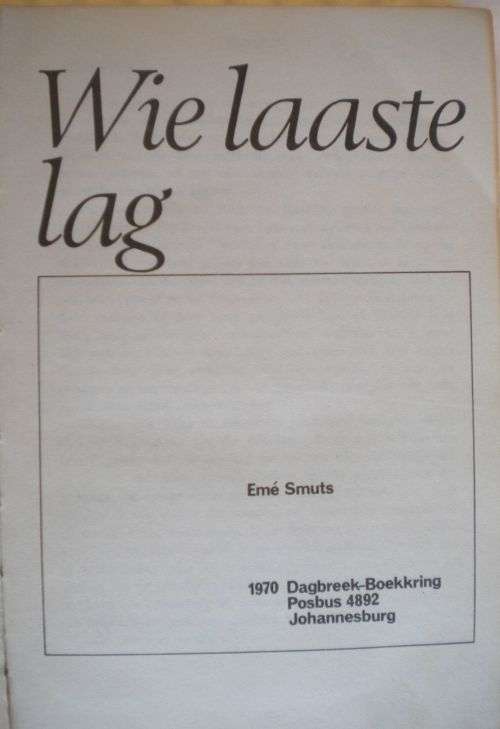 Wie laaste
lag
Emé Smuts
1970 Dagbreek-Boekkring
Posbus 4892
Johannesburg